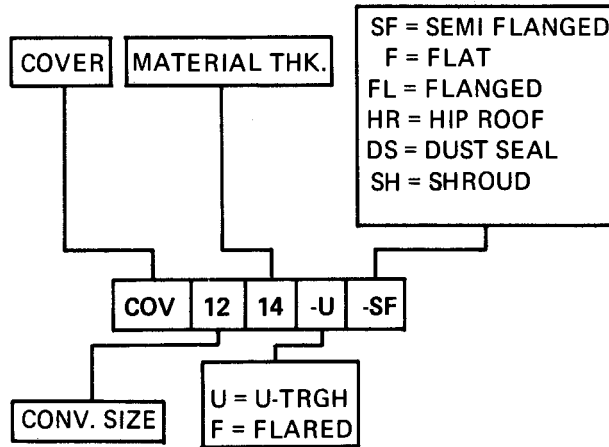 COVER
MATERIAL THK.
SF = SEMI FLANGED
F = FLAT
FL = FLANGED
HR = HIP ROOF
DS = DUST SEAL
SH = SHROUD
COV 12 14 -U -SF
CONV. SIZE
U = U-TRGH
F = FLARED